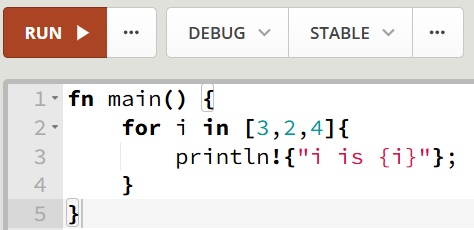 RUN ▶ ··· DEBUG STABLE ···
1 fn main() {
2     for i in [3,2,4]{
3         println!{"i is {i}"};
4     }
5 }